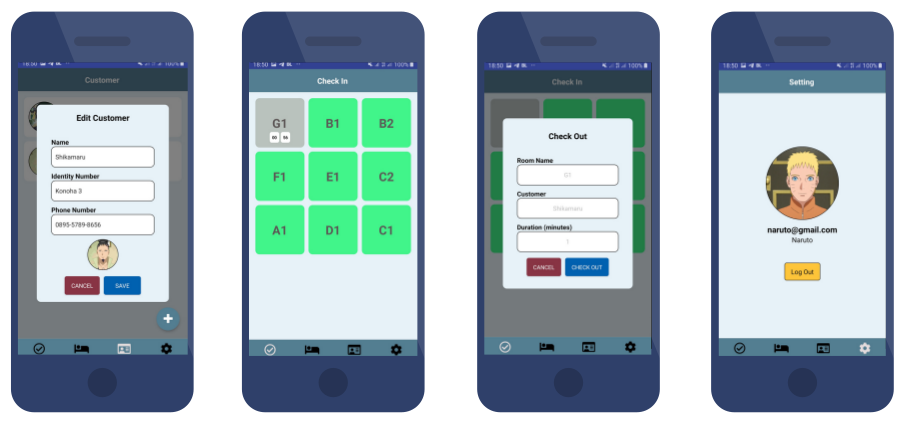 18:50 100%
Customer
Edit Customer
Name
Shikamaru
Identity Number
Konoha 3
Phone Number
0895-5789-8656
CANCEL SAVE
18:50 100%
Check In
G1 B1 B2
00 56
F1 E1 C2
A1 D1 C1
18:50 100%
Check In
Check Out
Room Name
G1
Customer
Shikamaru
Duration (minutes)
1
CANCEL CHECK OUT
18:50 100%
Setting
naruto@gmail.com
Naruto
Log Out